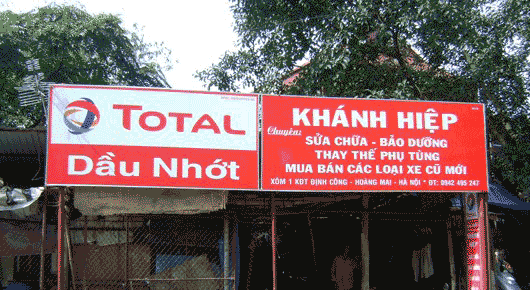 TOTAL
Dầu Nhớt
KHÁNH HIỆP
Chuyên:
SỬA CHỮA - BẢO DƯỠNG
THAY THẾ PHỤ TÙNG
MUA BÁN CÁC LOẠI XE CŨ MỚI
XÓM 1 KĐT ĐỊNH CÔNG - HOÀNG MAI - HÀ NỘI * ĐT: 0942 495 247